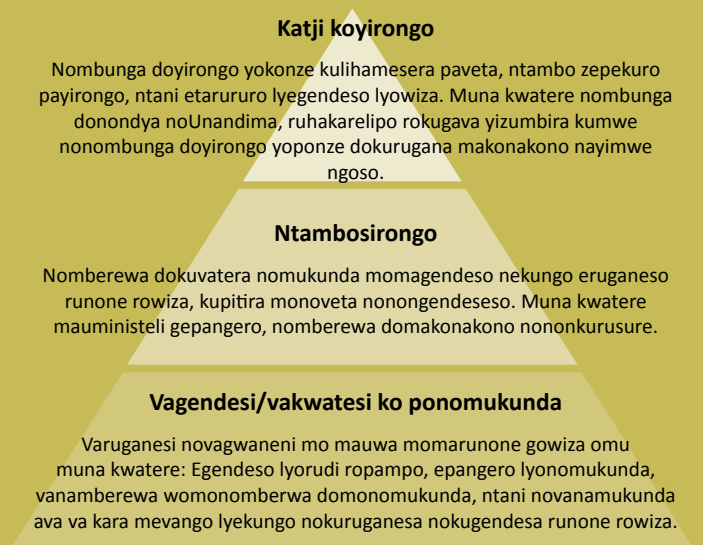 Katji koyirongo
Nombunga doyirongo yokonze kulihamesera paveta, ntambo zepekuro
payirongo, ntani etarururo lyegendeso lyowiza. Muna kwatere nombunga
donondya noUnandima, ruhakarelipo rokugava yizumbira kumwe
nonombunga doyirongo yoponze dokurugana makonakono nayimwe
ngoso.
Ntambosirongo
Nomberewa dokuvatera nomukunda momagendeso nekungo eruganeso
runone rowiza, kupitira monoveta nonongendeseso. Muna kwatere
mauministeli gepangero, nomberewa domakonakono nononkurusure.
Vagendesi/vakwatesi ko ponomukunda
Varuganesi novagwaneni mo mauwa momarunone gowiza omu
muna kwatere: Egendeso lyorudi ropampo, epangero lyonomukunda,
vanamberewa womonomberwa domonomukunda, ntani novanamukunda
ava va kara mevango lyekungo nokuruganesa nokugendesa runone rowiza.